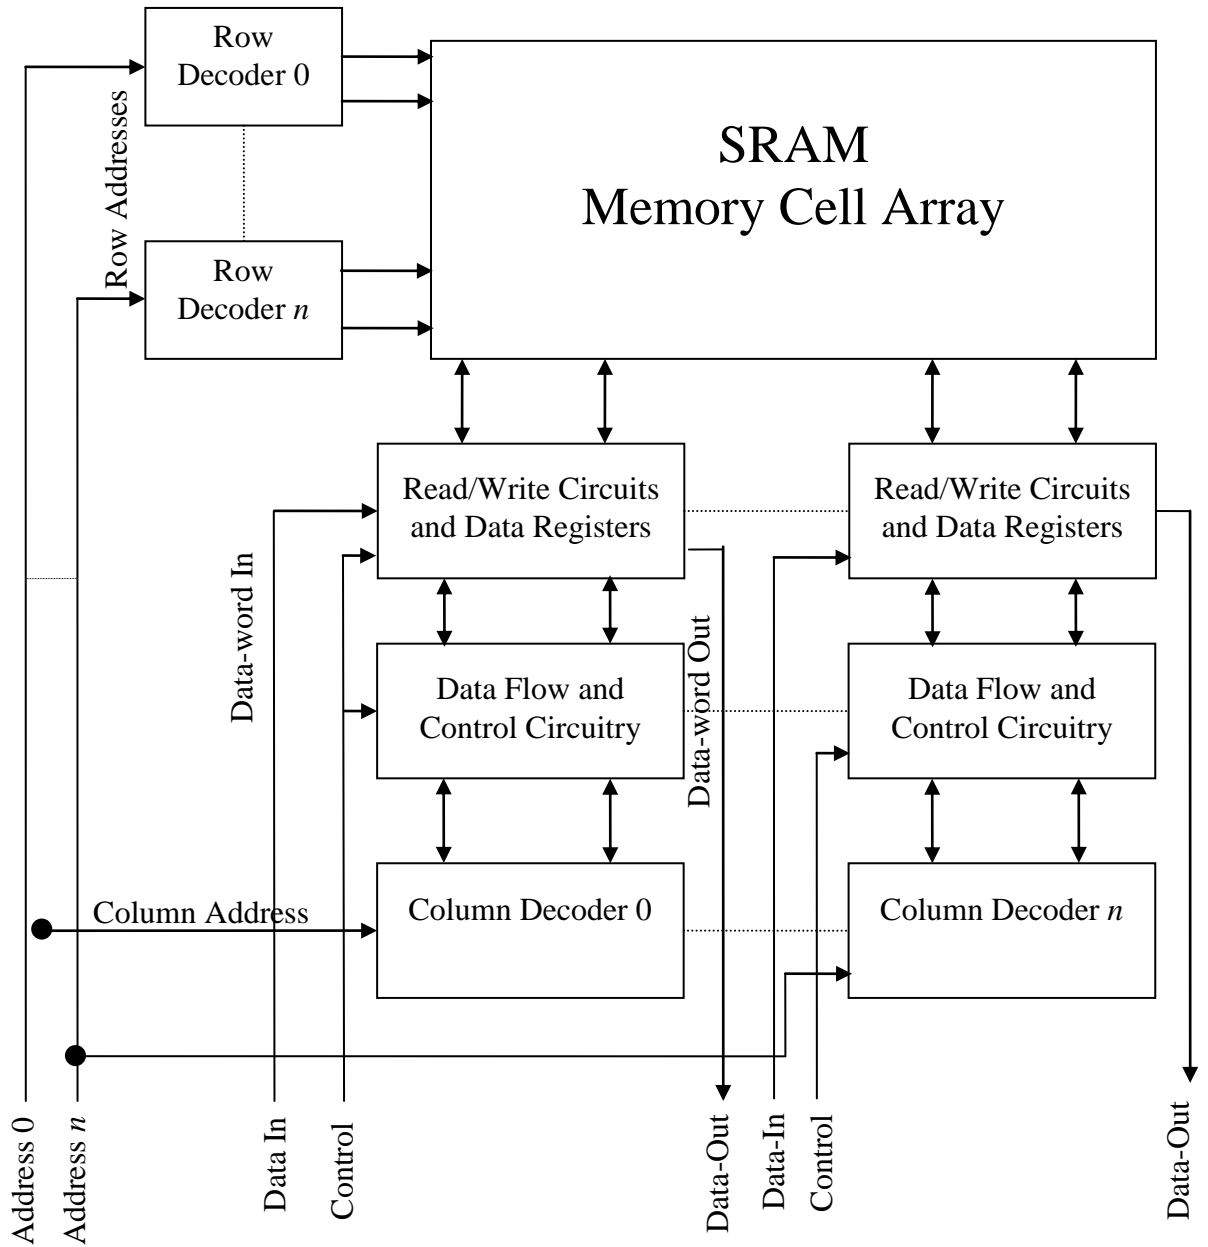 Row
Decoder 0
SRAM
Memory Cell Array
Row Addresses
Row
Decoder n
Read/Write Circuits
and Data Registers
Read/Write Circuits
and Data Registers
Data-word In
Data-word Out
Data Flow and
Control Circuitry
Data Flow and
Control Circuitry
Column Address
Column Decoder 0
Column Decoder n
Address 0
Address n
Data In
Control
Data-Out
Data-In
Control
Data-Out